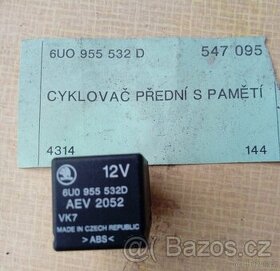 6U0 955 532 D 547 095
CYKLOVAČ PŘEDNÍ S PAMĚTÍ
4314 144
12V
6U0 955 532D
AEV 2052
VK7
MADE IN CZECH REPUBLIC
>ABS<
Bazoš.cz